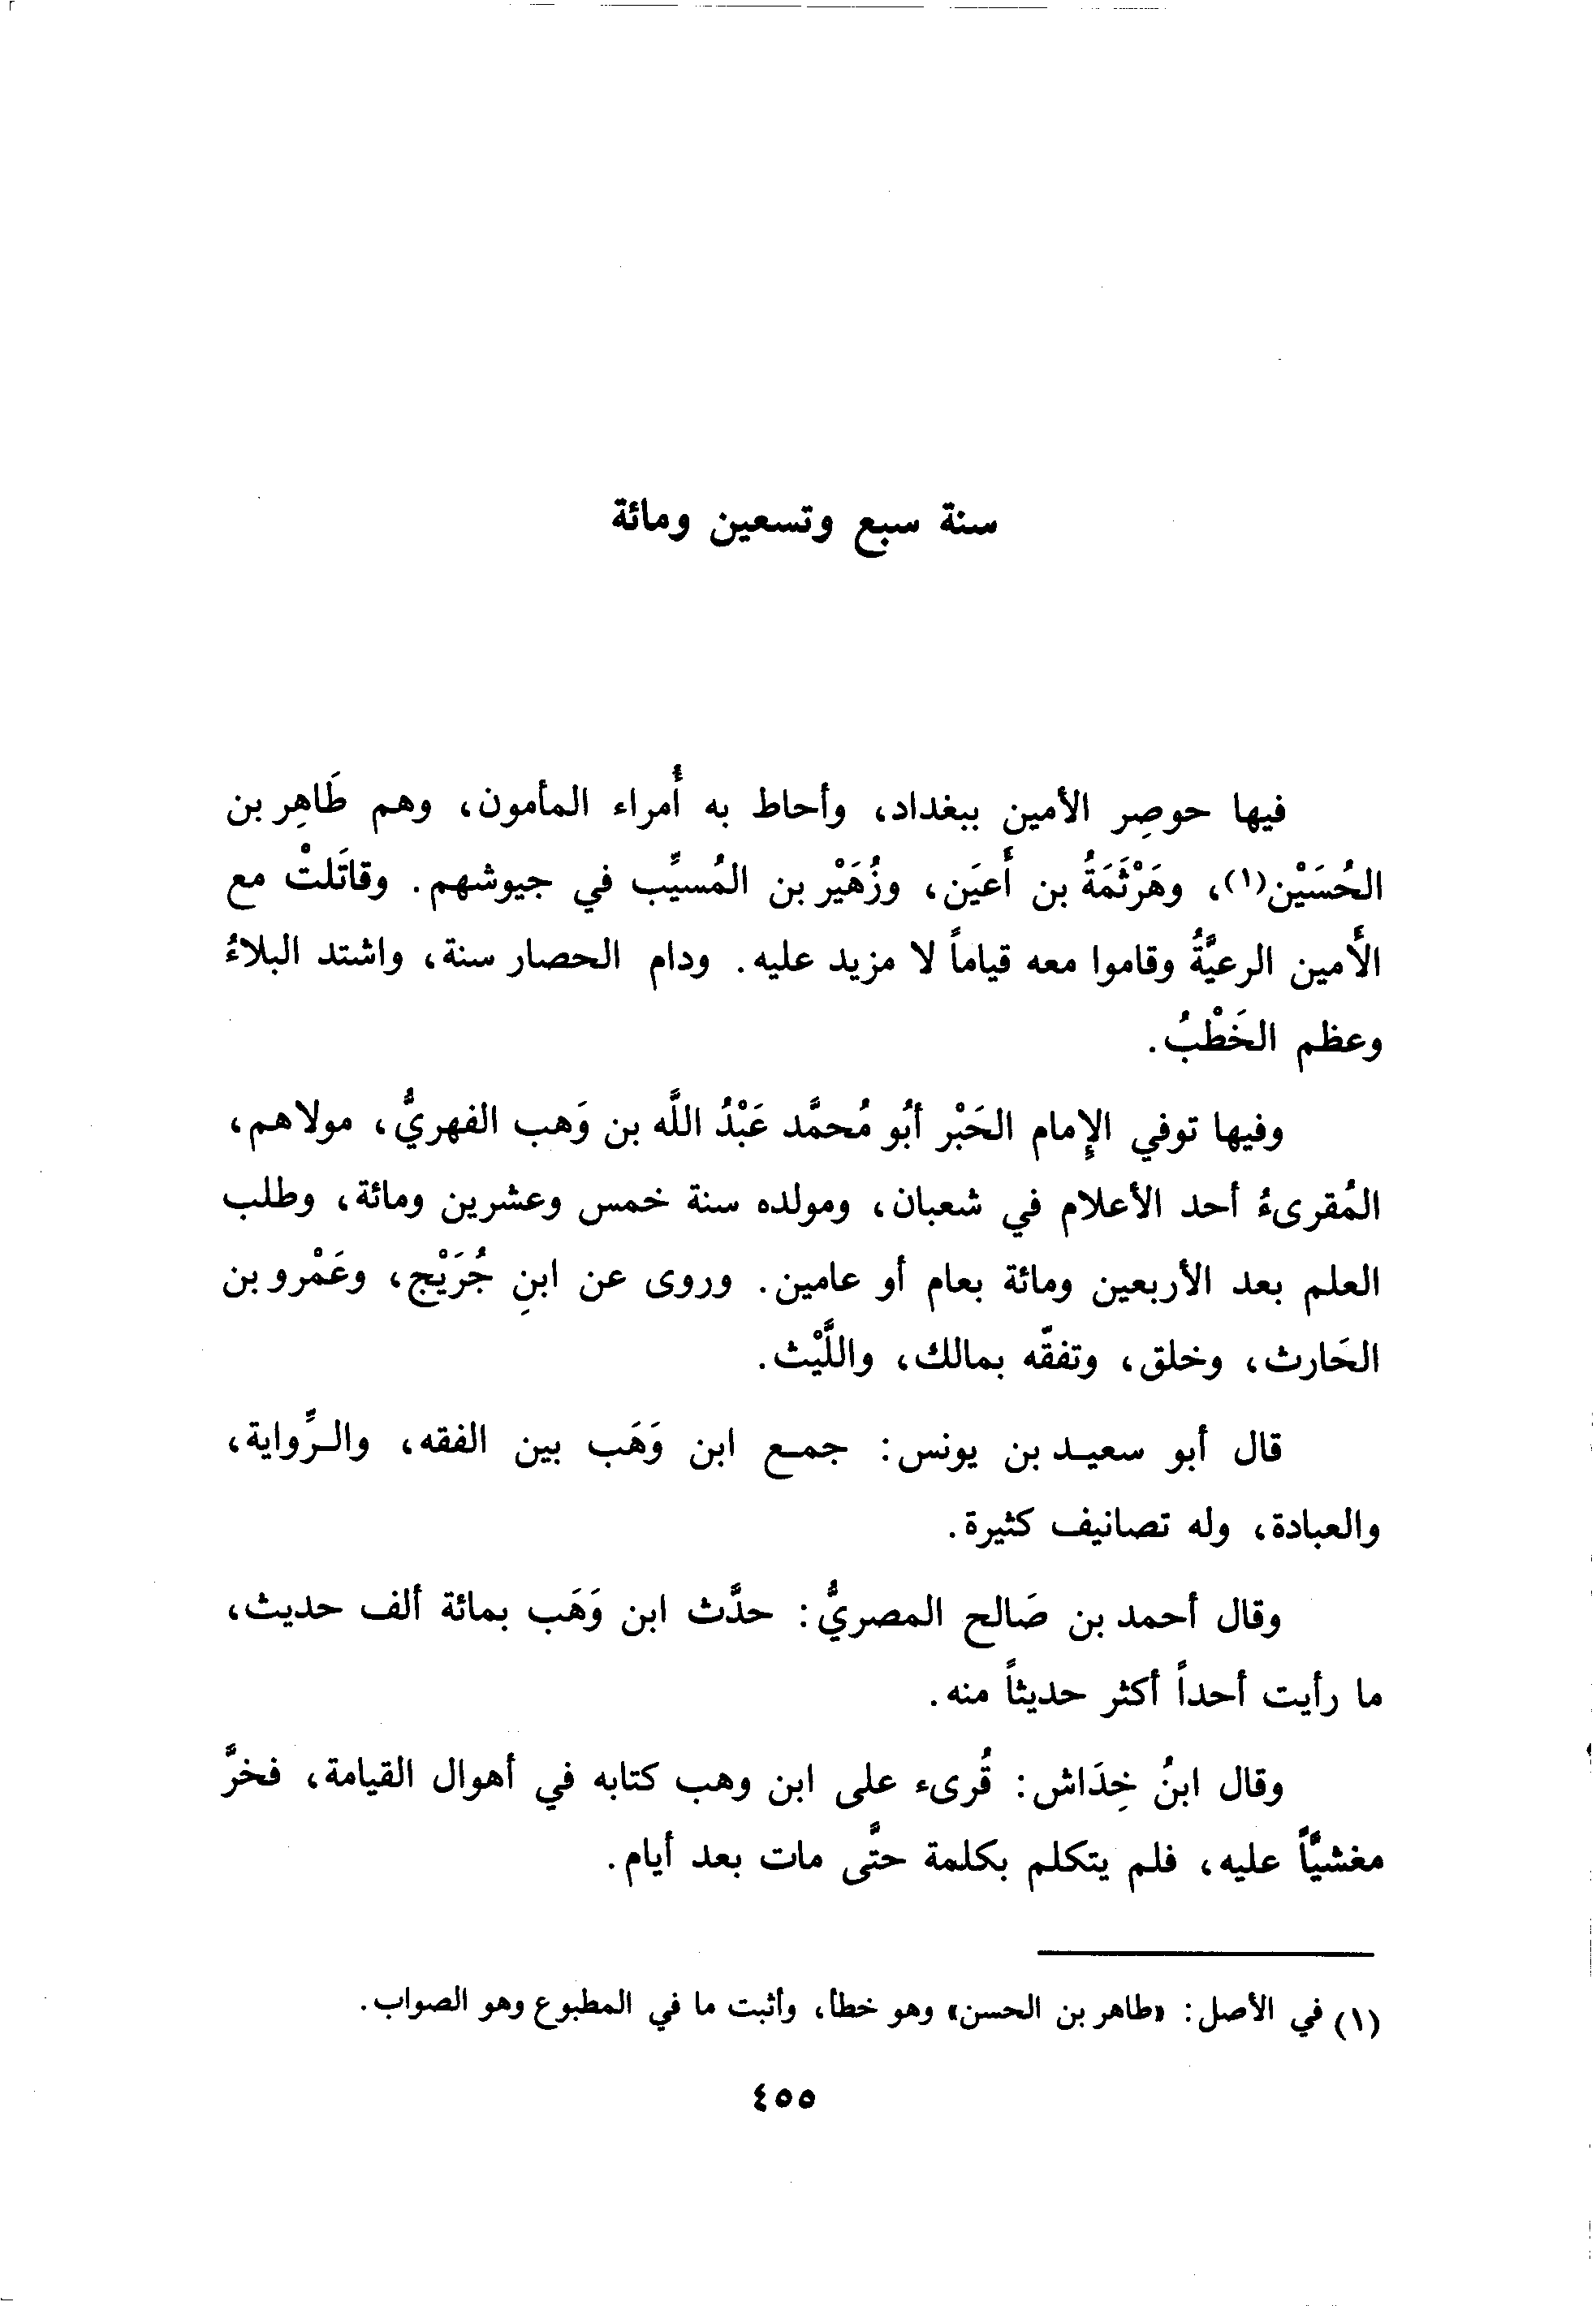 سنة سبع وتسعين ومائة
فيها حوصِر الأمين ببغداد، وأحاط به أُمراء المأمون، وهم طَاهِر بن
الحُسَيْن(١)، وهَرْثَمَةُ بن أَعيَن، وزُهَيْر بن المُسيِّب في جيوشهم. وقاتَلتْ مع
الأَمين الرعيَّةُ وقاموا معه قياماً لا مزيد عليه. ودام الحصار سنة، واشتد البلاءُ
وعظم الخَطْبُ.
وفيها توفي الإِمام الحَبْر أبُو مُحمَّد عَبْدُ اللَّه بن وَهب الفهريُّ، مولاهم،
المُقرىءُ أحد الأعلام في شعبان، ومولده سنة خمس وعشرين ومائة، وطلب
العلم بعد الأربعين ومائة بعام أو عامين. وروى عن ابنِ جُرَيْج، وعَمْرو بن
الحَارث، وخلق، وتفقّه بمالك، واللَّيْث.
قال أبو سعيد بن يونس: جمع ابن وَهَب بين الفقه، والرِّواية،
والعبادة، وله تصانيف كثيرة.
وقال أحمد بن صَالح المصريُّ: حدَّث ابن وَهَب بمائة ألف حديث،
ما رأيت أحداً أكثر حديثاً منه.
وقال ابنُ خِدَاش: قُرىء على ابن وهب كتابه في أهوال القيامة، فخرَّ
مغشيَّاً عليه، فلم يتكلم بكلمة حتَّى مات بعد أيام.
(١) في الأصل: «طاهر بن الحسن» وهو خطأ، وأثبت ما في المطبوع وهو الصواب.
٤٥٥